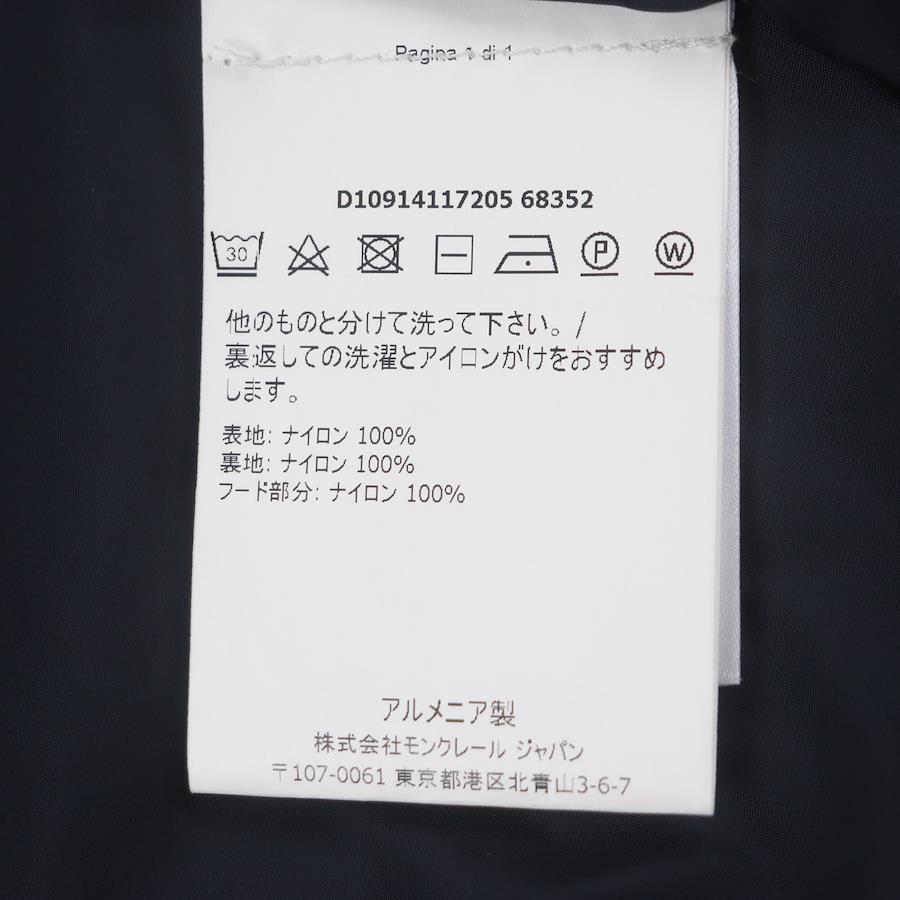 Pagina 1 di 1
D10914117205 68352
30 P W
他のものと分けて洗って下さい。/
裏返しての洗濯とアイロンがけをおすすめ
します。
表地: ナイロン 100%
裏地: ナイロン 100%
フード部分: ナイロン 100%
アルメニア製
株式会社モンクレール ジャパン
〒107-0061 東京都港区北青山3-6-7